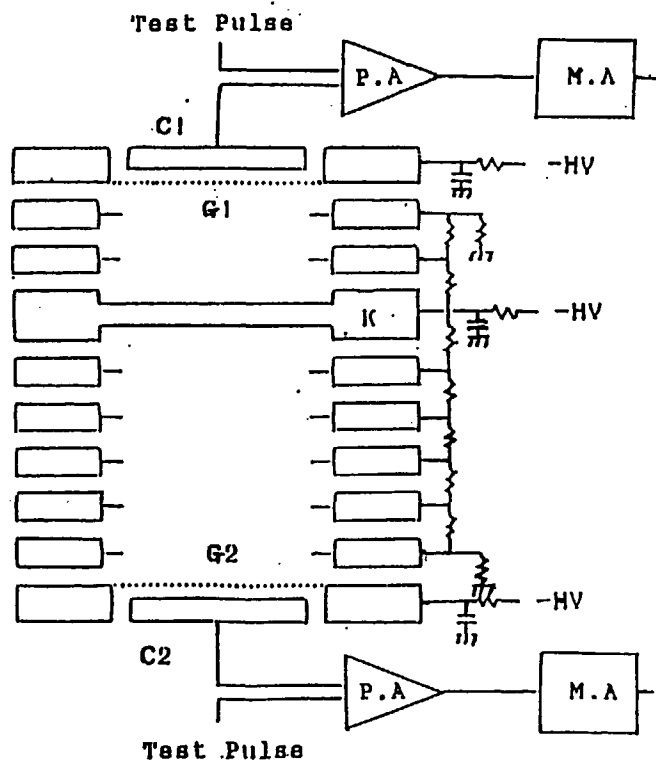 Test Pulse
P.A
M.A
C1
-HV
G1
K
-HV
G2
-HV
C2
P.A
M.A
Test Pulse